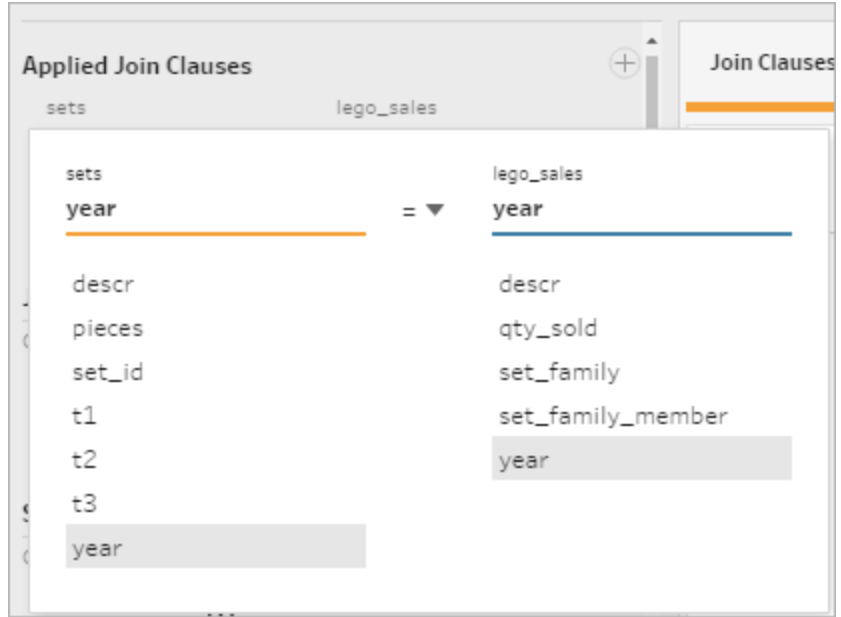 Applied Join Clauses
Join Clauses
sets lego_sales
sets lego_sales
year = year
descr descr
pieces qty_sold
set_id set_family
t1 set_family_member
t2 year
t3
year